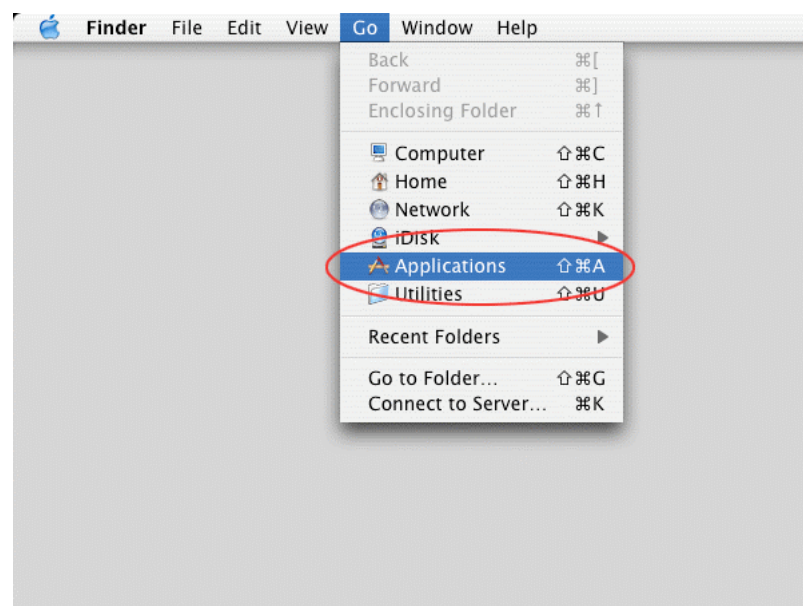 Finder File Edit View Go Window Help
Back ⌘[
Forward ⌘]
Enclosing Folder ⌘↑
Computer ⇧⌘C
Home ⇧⌘H
Network ⇧⌘K
iDisk ▶
Applications ⇧⌘A
Utilities ⇧⌘U
Recent Folders ▶
Go to Folder... ⇧⌘G
Connect to Server... ⌘K